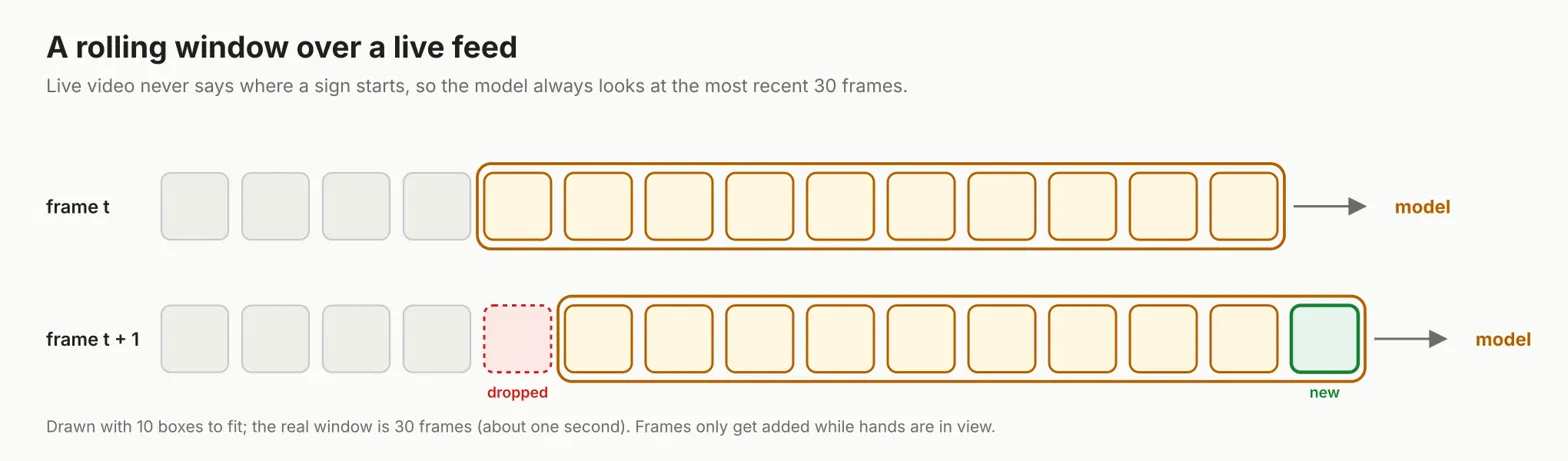 A rolling window over a live feed
Live video never says where a sign starts, so the model always looks at the most recent 30 frames.
frame t
model
frame t + 1
model
dropped
new
Drawn with 10 boxes to fit; the real window is 30 frames (about one second). Frames only get added while hands are in view.